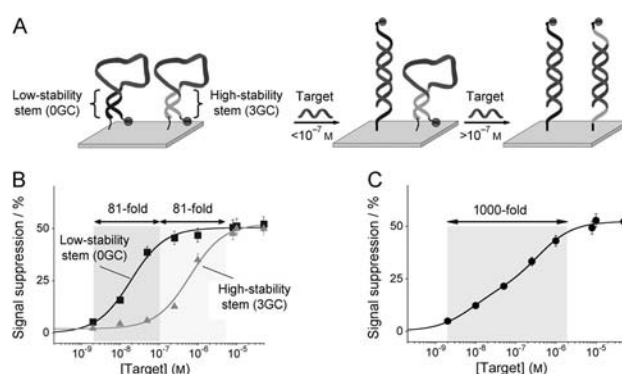 A
Low-stability
stem (0GC)
High-stability
stem (3GC)
Target
<10⁻⁷ M
Target
>10⁻⁷ M
B
81-fold
81-fold
Signal suppression / %
50
25
0
Low-stability
stem (0GC)
High-stability
stem (3GC)
10⁻⁹
10⁻⁸
10⁻⁷
10⁻⁶
10⁻⁵
[Target] (M)
C
1000-fold
Signal suppression / %
50
25
0
10⁻⁹
10⁻⁸
10⁻⁷
10⁻⁶
10⁻⁵
[Target] (M)